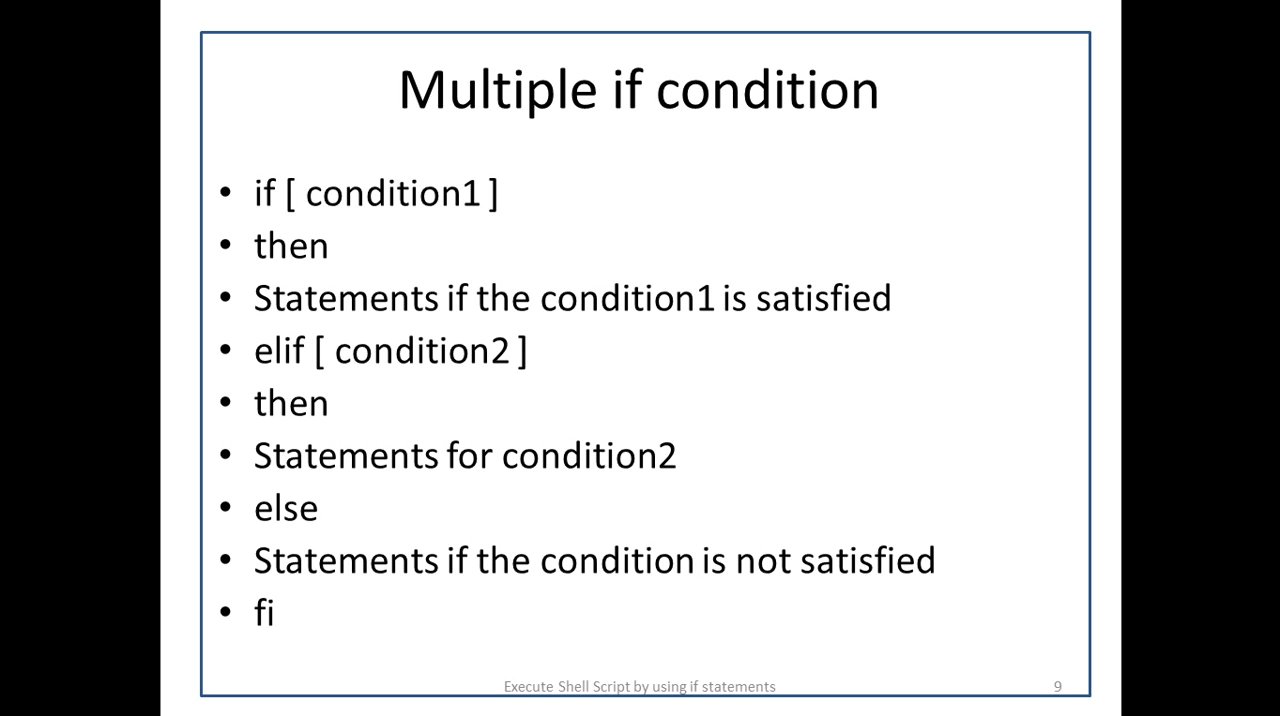 Multiple if condition
• if [ condition1 ]
• then
• Statements if the condition1 is satisfied
• elif [ condition2 ]
• then
• Statements for condition2
• else
• Statements if the condition is not satisfied
• fi
Execute Shell Script by using if statements
9